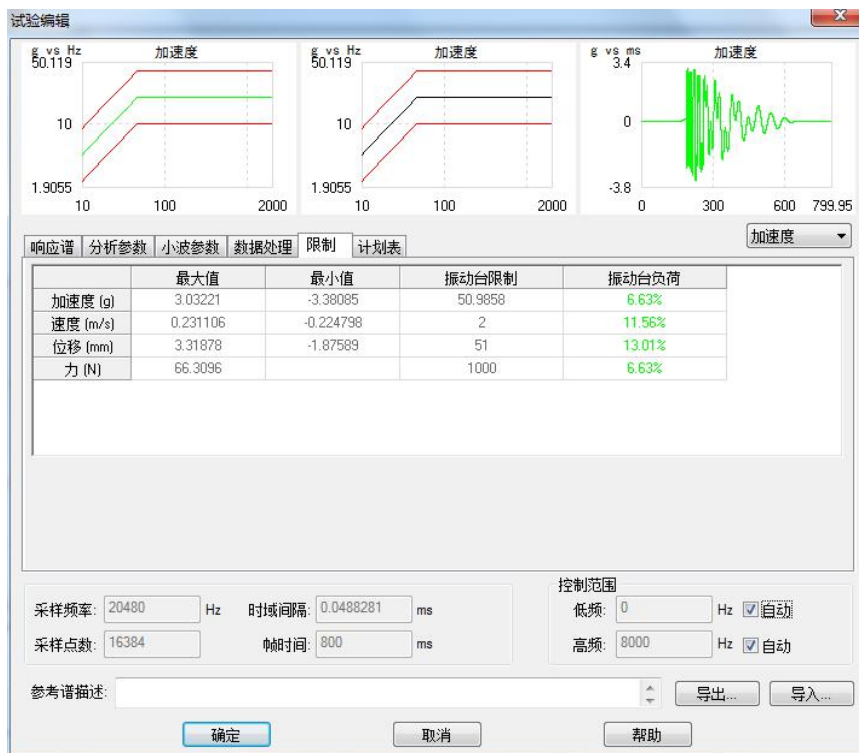 试验编辑
g vs Hz 加速度
50.119
10
1.9055
10 100 2000
g vs Hz 加速度
50.119
10
1.9055
10 100 2000
g vs ms 加速度
3.4
0
-3.8
0 300 600 799.95
加速度
响应谱 分析参数 小波参数 数据处理 限制 计划表
最大值 最小值 振动台限制 振动台负荷
加速度 (g) 3.03221 -3.38085 50.9858 6.63%
速度 (m/s) 0.231106 -0.224798 2 11.56%
位移 (mm) 3.31878 -1.87589 51 13.01%
力 (N) 66.3096 1000 6.63%
控制范围
采样频率: 20480 Hz 时域间隔: 0.0488281 ms 低频: 0 Hz 自动
采样点数: 16384 帧时间: 800 ms 高频: 8000 Hz 自动
参考谱描述: 导出... 导入...
确定 取消 帮助